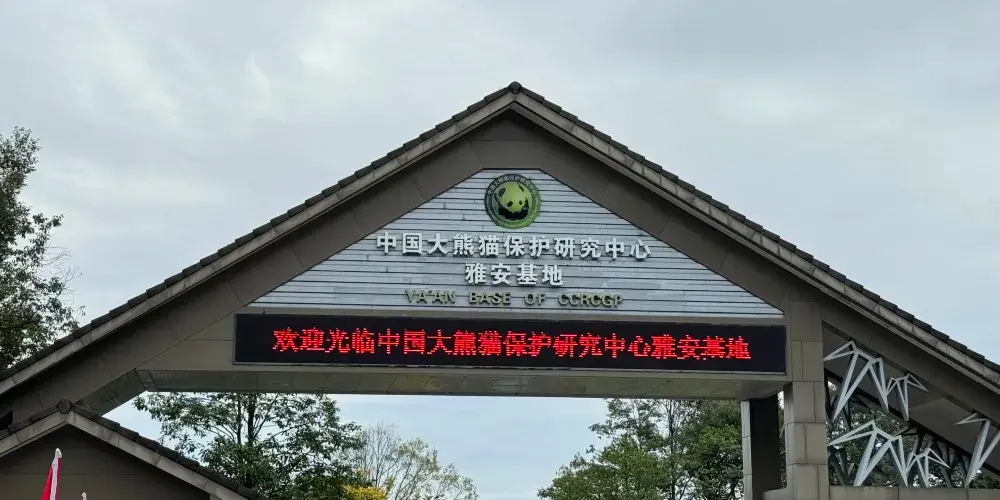 中国大熊猫保护研究中心
雅安基地
YA'AN BASE OF CCRCGP
欢迎光临中国大熊猫保护研究中心雅安基地